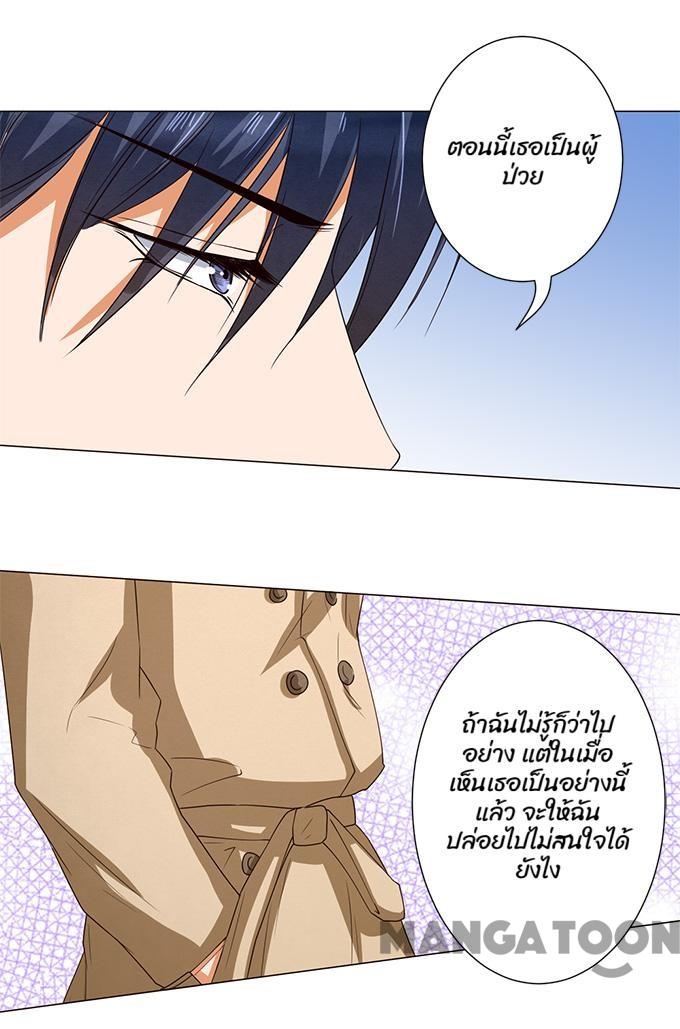 ตอนนี้เธอเป็นผู้
ป่วย
ถ้าฉันไม่รู้ก็ว่าไป
อย่าง แต่ในเมื่อ
เห็นเธอเป็นอย่างนี้
แล้ว จะให้ฉัน
ปล่อยไปไม่สนใจได้
ยังไง
MANGATOON